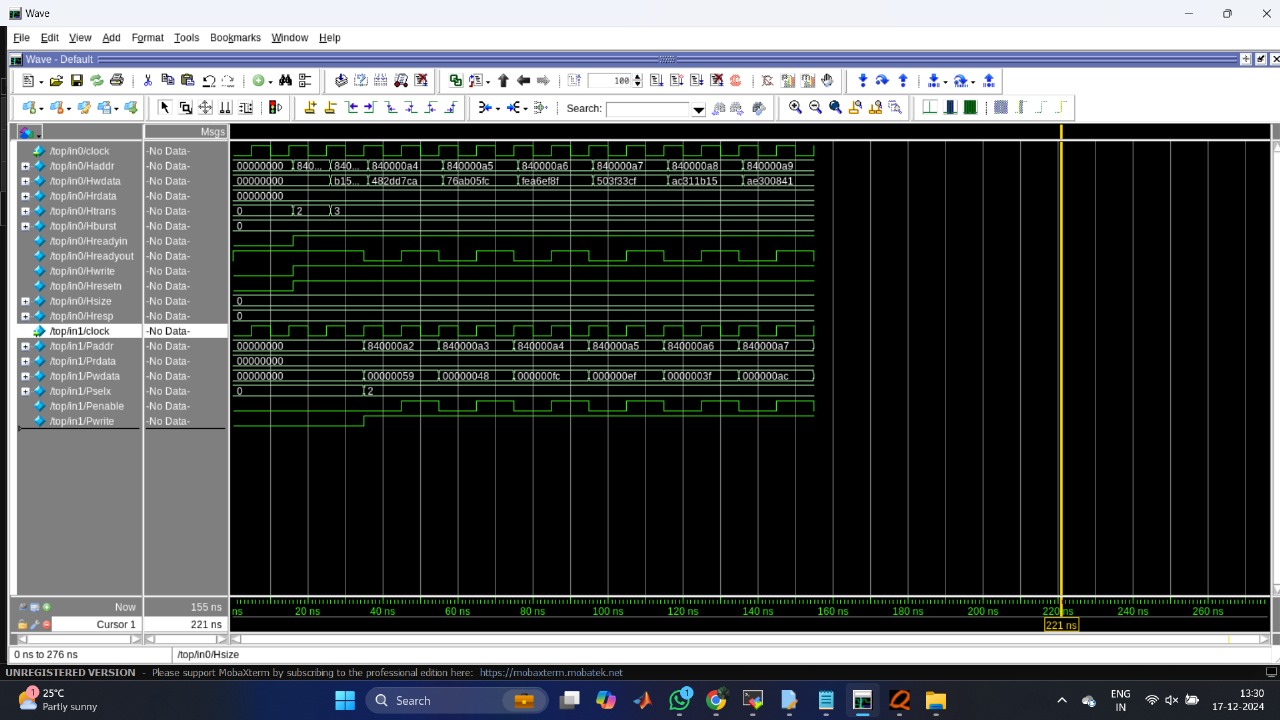 Wave
File Edit View Add Format Tools Bookmarks Window Help
Wave - Default
100
Search:
Msgs
/top/in0/clock -No Data-
/top/in0/Haddr -No Data- 00000000 840... 840... 840000a4 840000a5 840000a6 840000a7 840000a8 840000a9
/top/in0/Hwdata -No Data- 00000000 b15... 482dd7ca 76ab05fc fea6ef8f 503f33cf ac311b15 ae300841
/top/in0/Hrdata -No Data- 00000000
/top/in0/Htrans -No Data- 0 2 3
/top/in0/Hburst -No Data- 0
/top/in0/Hreadyin -No Data-
/top/in0/Hreadyout -No Data-
/top/in0/Hwrite -No Data-
/top/in0/Hresetn -No Data-
/top/in0/Hsize -No Data- 0
/top/in0/Hresp -No Data- 0
/top/in1/clock -No Data-
/top/in1/Paddr -No Data- 00000000 840000a2 840000a3 840000a4 840000a5 840000a6 840000a7
/top/in1/Prdata -No Data- 00000000
/top/in1/Pwdata -No Data- 00000000 00000059 00000048 000000fc 000000ef 0000003f 000000ac
/top/in1/Pselx -No Data- 0 2
/top/in1/Penable -No Data-
/top/in1/Pwrite -No Data-
Now 155 ns ns 20 ns 40 ns 60 ns 80 ns 100 ns 120 ns 140 ns 160 ns 180 ns 200 ns 220 ns 240 ns 260 ns
Cursor 1 221 ns 221 ns
0 ns to 276 ns /top/in0/Hsize
UNREGISTERED VERSION - Please support MobaXterm by subscribing to the professional edition here: https://mobaxterm.mobatek.net
1 25°C Partly sunny Search 1 ENG IN 13:30 17-12-2024